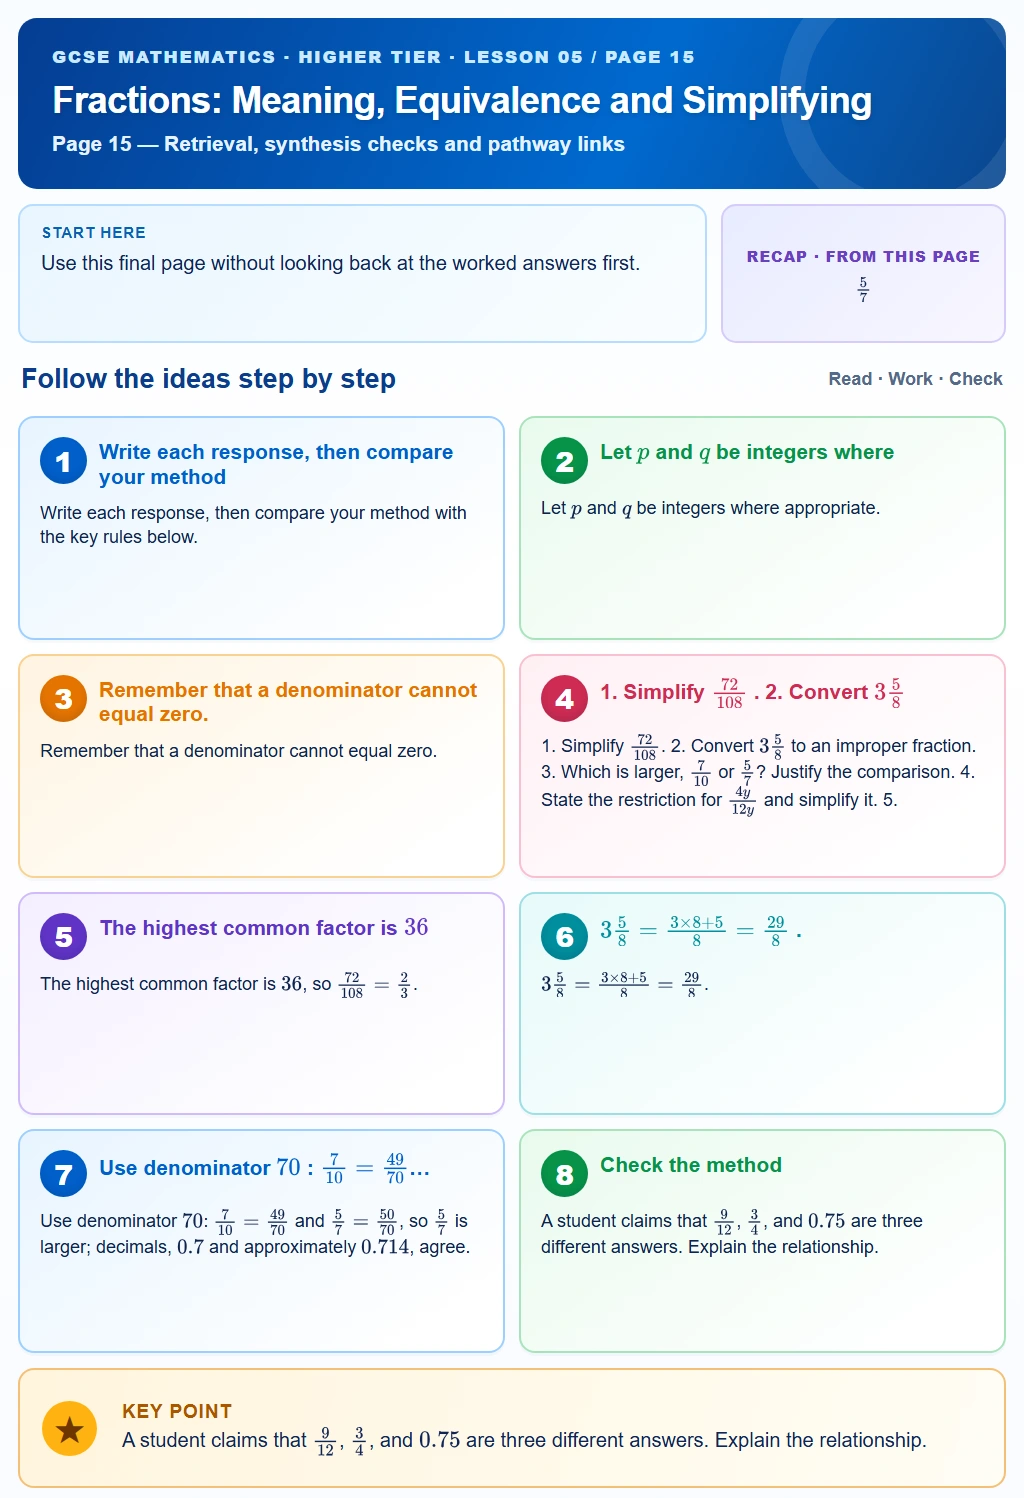 GCSE MATHEMATICS · HIGHER TIER · LESSON 05 / PAGE 15
Fractions: Meaning, Equivalence and Simplifying
Page 15 — Retrieval, synthesis checks and pathway links
START HERE
Use this final page without looking back at the worked answers first.
RECAP · FROM THIS PAGE
5/7
Follow the ideas step by step
Read · Work · Check
1
Write each response, then compare
your method
Write each response, then compare your method with
the key rules below.
2
Let p and q be integers where
Let p and q be integers where appropriate.
3
Remember that a denominator cannot
equal zero.
Remember that a denominator cannot equal zero.
4
1. Simplify 72/108 . 2. Convert 3 5/8
1. Simplify 72/108. 2. Convert 3 5/8 to an improper fraction.
3. Which is larger, 7/10 or 5/7? Justify the comparison. 4.
State the restriction for 4y/12y and simplify it. 5.
5
The highest common factor is 36
The highest common factor is 36, so 72/108 = 2/3.
6
3 5/8 = 3×8+5/8 = 29/8 .
3 5/8 = 3×8+5/8 = 29/8.
7
Use denominator 70 : 7/10 = 49/70...
Use denominator 70: 7/10 = 49/70 and 5/7 = 50/70, so 5/7 is
larger; decimals, 0.7 and approximately 0.714, agree.
8
Check the method
A student claims that 9/12, 3/4, and 0.75 are three
different answers. Explain the relationship.
KEY POINT
A student claims that 9/12, 3/4, and 0.75 are three different answers. Explain the relationship.